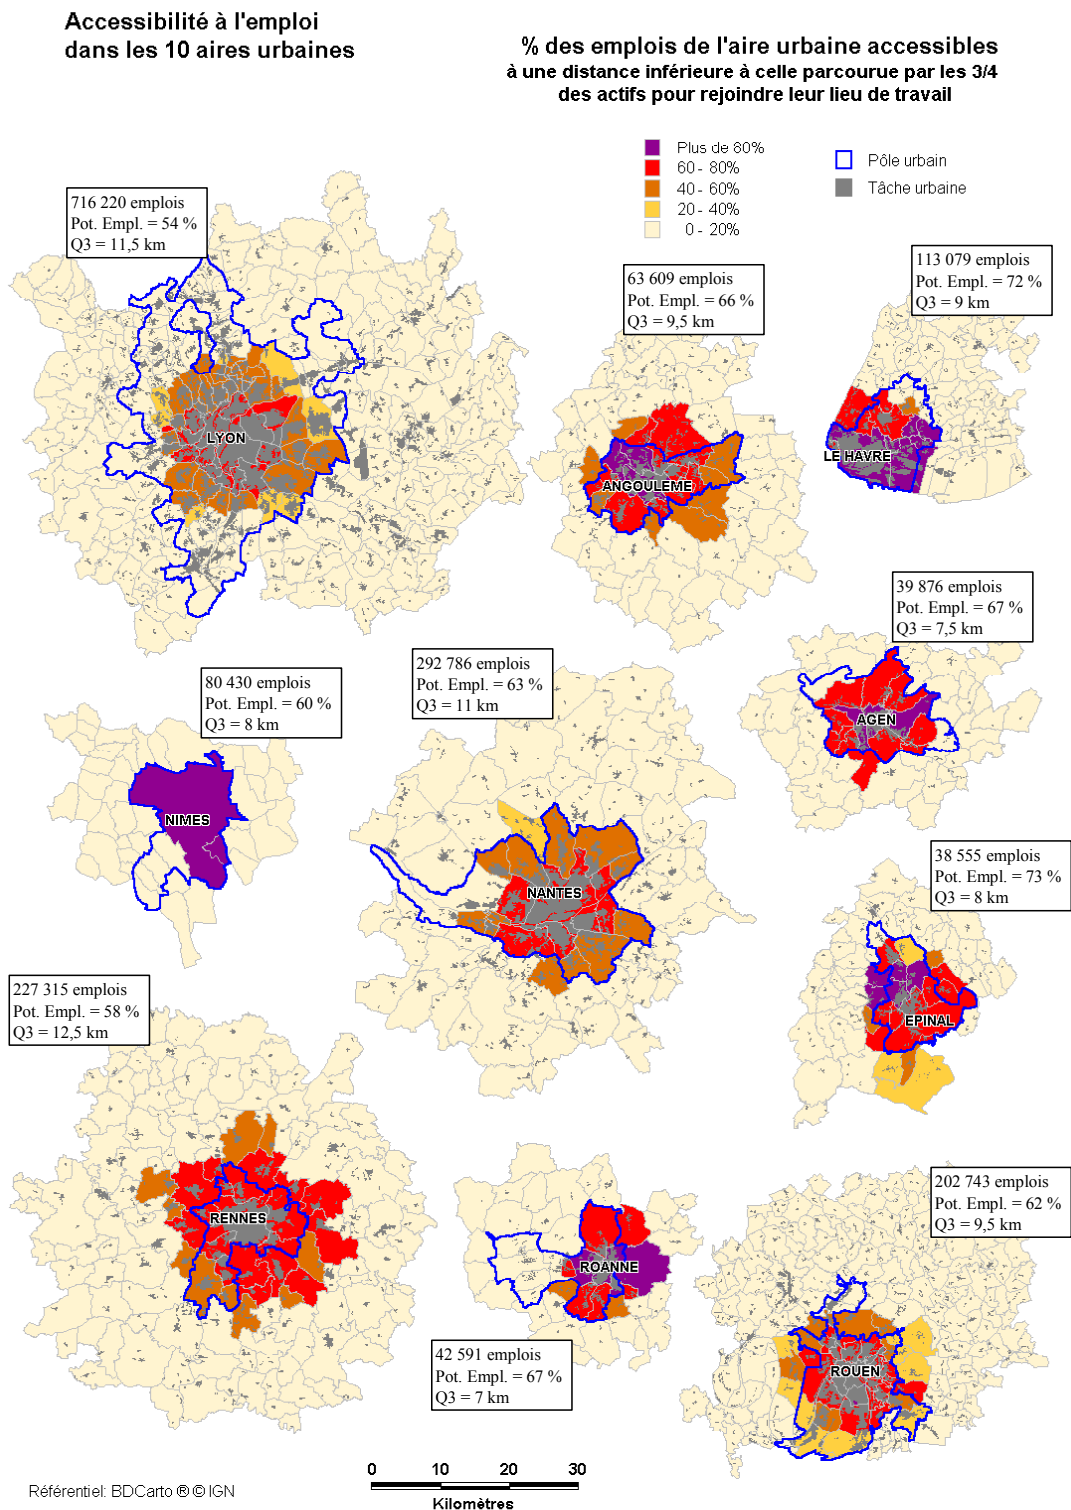 Accessibilité à l'emploi
dans les 10 aires urbaines
% des emplois de l'aire urbaine accessibles
à une distance inférieure à celle parcourue par les 3/4
des actifs pour rejoindre leur lieu de travail
Plus de 80%
60 - 80%
40 - 60%
20 - 40%
0 - 20%
Pôle urbain
Tâche urbaine
716 220 emplois
Pot. Empl. = 54 %
Q3 = 11,5 km
LYON
63 609 emplois
Pot. Empl. = 66 %
Q3 = 9,5 km
ANGOULEME
113 079 emplois
Pot. Empl. = 72 %
Q3 = 9 km
LE HAVRE
39 876 emplois
Pot. Empl. = 67 %
Q3 = 7,5 km
AGEN
80 430 emplois
Pot. Empl. = 60 %
Q3 = 8 km
NIMES
292 786 emplois
Pot. Empl. = 63 %
Q3 = 11 km
NANTES
38 555 emplois
Pot. Empl. = 73 %
Q3 = 8 km
EPINAL
227 315 emplois
Pot. Empl. = 58 %
Q3 = 12,5 km
RENNES
ROANNE
42 591 emplois
Pot. Empl. = 67 %
Q3 = 7 km
202 743 emplois
Pot. Empl. = 62 %
Q3 = 9,5 km
ROUEN
0 10 20 30
Kilomètres
Référentiel: BDCarto ® © IGN